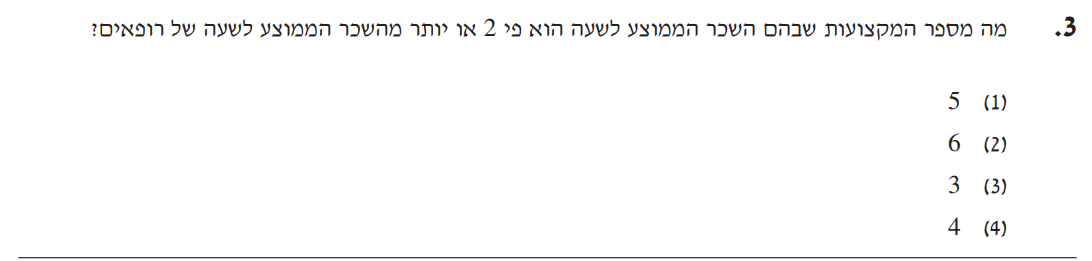 3. מה מספר המקצועות שבהם השכר הממוצע לשעה הוא פי 2 או יותר מהשכר הממוצע לשעה של רופאים?
(1) 5
(2) 6
(3) 3
(4) 4